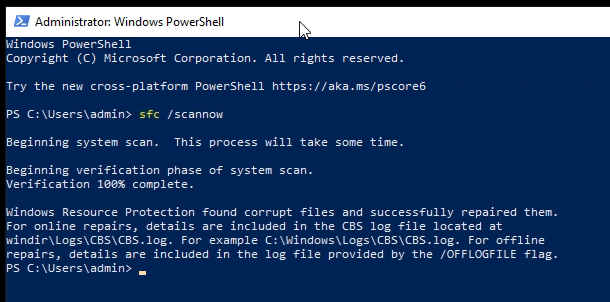 Administrator: Windows PowerShell
Windows PowerShell
Copyright (C) Microsoft Corporation. All rights reserved.
Try the new cross-platform PowerShell https://aka.ms/pscore6
PS C:\Users\admin> sfc /scannow
Beginning system scan.  This process will take some time.
Beginning verification phase of system scan.
Verification 100% complete.
Windows Resource Protection found corrupt files and successfully repaired them.
For online repairs, details are included in the CBS log file located at
windir\Logs\CBS\CBS.log. For example C:\Windows\Logs\CBS\CBS.log. For offline
repairs, details are included in the log file provided by the /OFFLOGFILE flag.
PS C:\Users\admin>